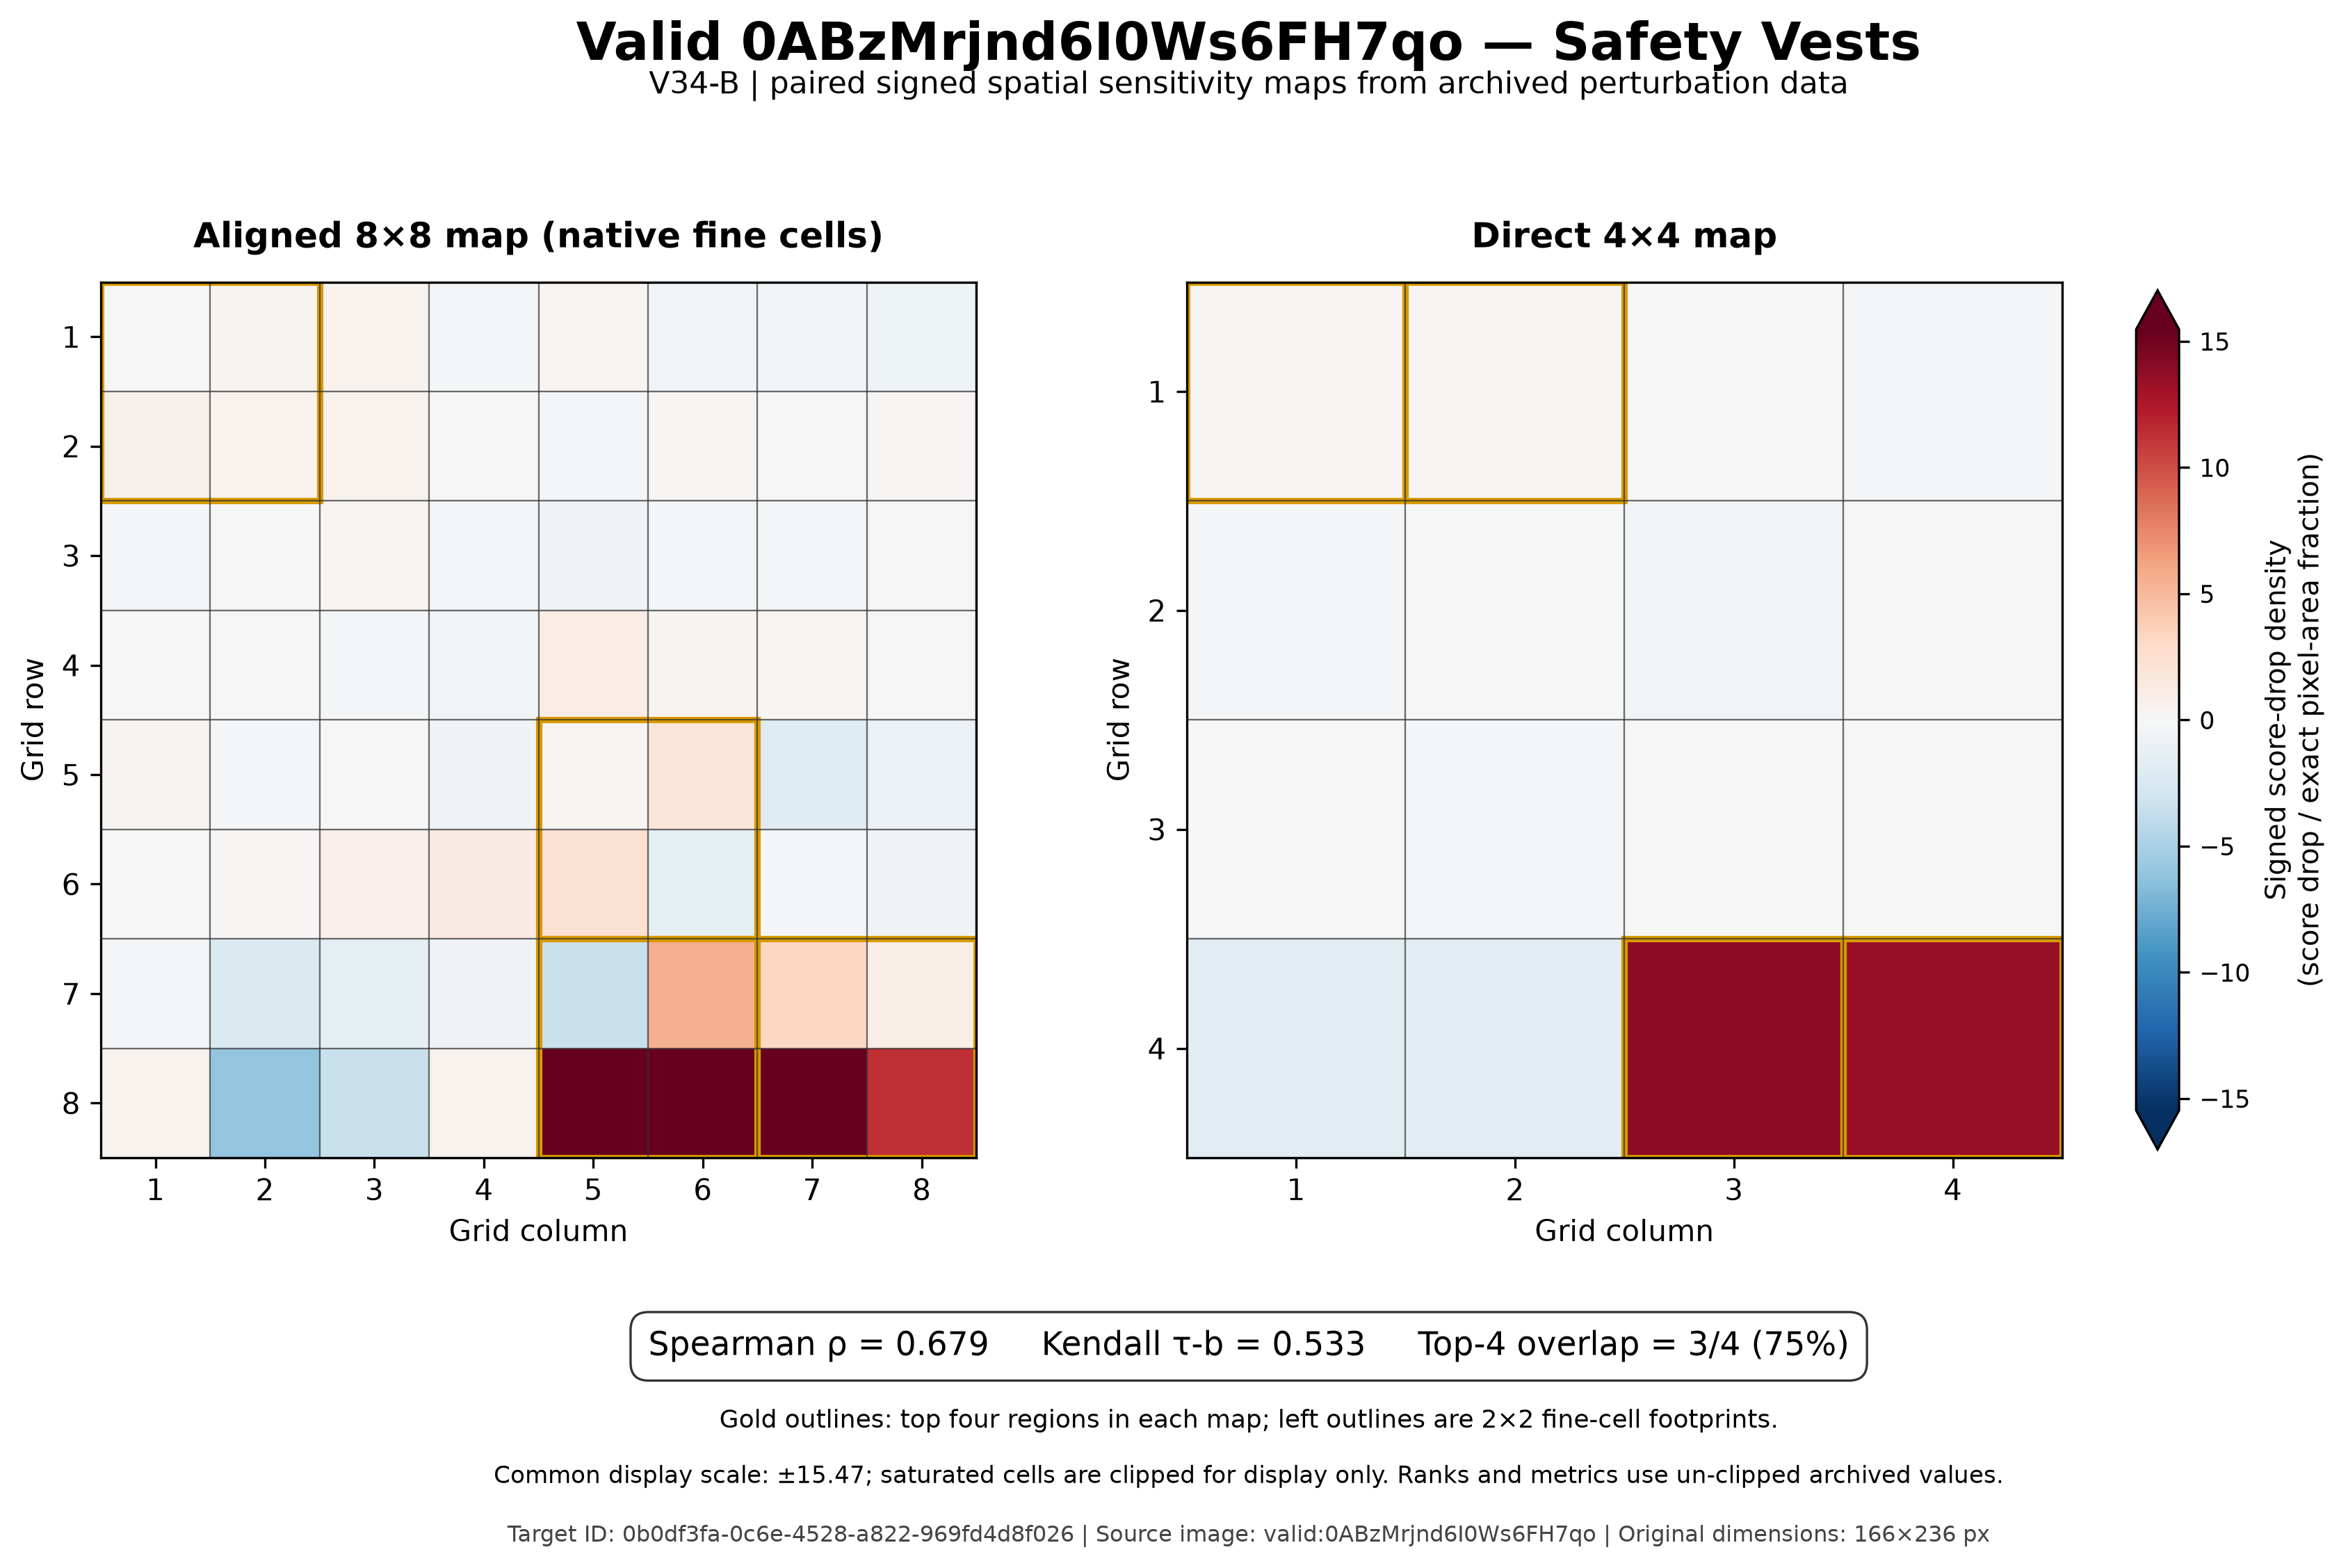 Valid 0ABzMrjnd6I0Ws6FH7qo — Safety Vests
V34-B | paired signed spatial sensitivity maps from archived perturbation data
Aligned 8×8 map (native fine cells)
Grid row
1
2
3
4
5
6
7
8
1 2 3 4 5 6 7 8
Grid column
Direct 4×4 map
Grid row
1
2
3
4
1 2 3 4
Grid column
15
10
5
0
−5
−10
−15
Signed score-drop density
(score drop / exact pixel-area fraction)
Spearman ρ = 0.679 Kendall τ-b = 0.533 Top-4 overlap = 3/4 (75%)
Gold outlines: top four regions in each map; left outlines are 2×2 fine-cell footprints.
Common display scale: ±15.47; saturated cells are clipped for display only. Ranks and metrics use un-clipped archived values.
Target ID: 0b0df3fa-0c6e-4528-a822-969fd4d8f026 | Source image: valid:0ABzMrjnd6I0Ws6FH7qo | Original dimensions: 166×236 px